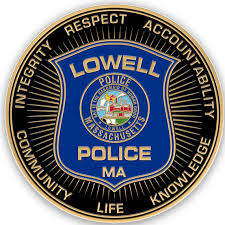 INTEGRITY RESPECT ACCOUNTABILITY
LOWELL
POLICE
MASSACHUSETTS
POLICE
MA
COMMUNITY LIFE KNOWLEDGE